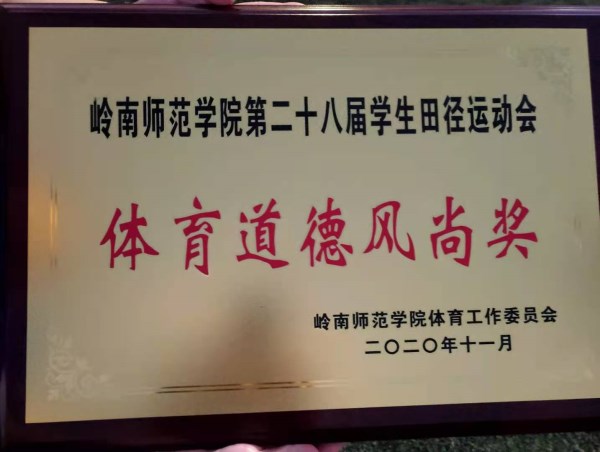 岭南师范学院第二十八届学生田径运动会
体育道德风尚奖
岭南师范学院体育工作委员会
二〇二〇年十一月